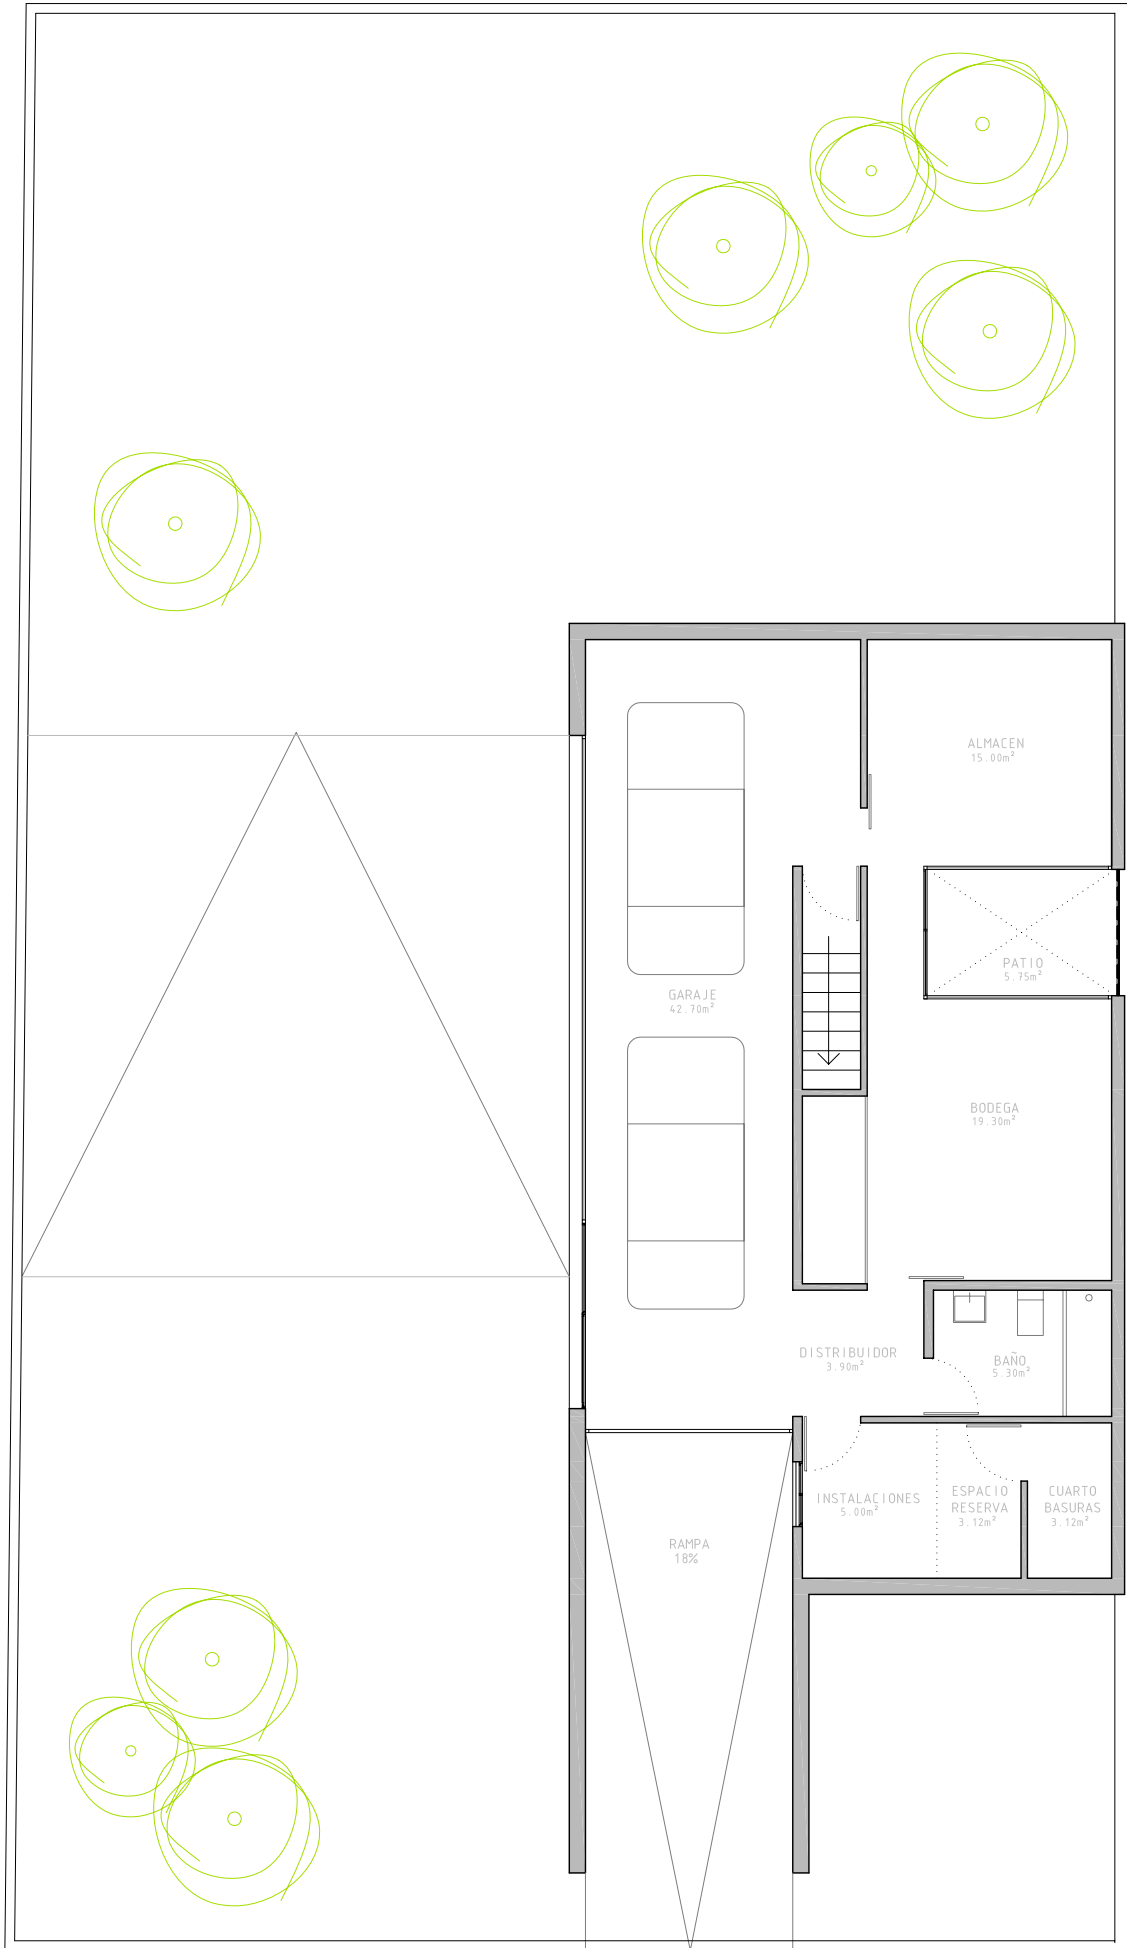 ALMACEN
15.00m²
PATIO
5.75m²
GARAJE
42.70m²
BODEGA
19.30m²
DISTRIBUIDOR
3.90m²
BAÑO
5.30m²
INSTALACIONES
5.00m²
ESPACIO
RESERVA
3.12m²
CUARTO
BASURAS
3.12m²
RAMPA
18%